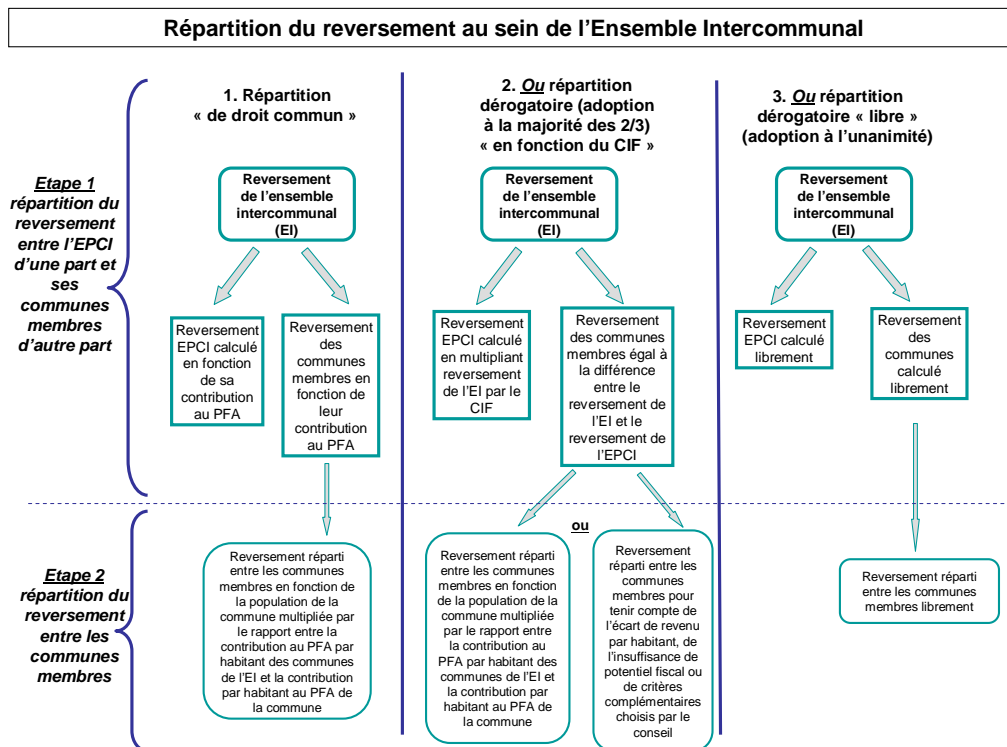 Répartition du reversement au sein de l'Ensemble Intercommunal
1. Répartition
« de droit commun »
2. Ou répartition
dérogatoire (adoption
à la majorité des 2/3)
« en fonction du CIF »
3. Ou répartition
dérogatoire « libre »
(adoption à l'unanimité)
Etape 1
répartition du
reversement
entre l'EPCI
d'une part et
ses
communes
membres
d'autre part
Reversement
de l'ensemble
intercommunal
(EI)
Reversement
EPCI calculé
en fonction
de sa
contribution
au PFA
Reversement
des
communes
membres en
fonction de
leur
contribution
au PFA
Reversement
de l'ensemble
intercommunal
(EI)
Reversement
EPCI calculé
en multipliant
reversement
de l'EI par le
CIF
Reversement
des communes
membres égal à
la différence
entre le
reversement de
l'EI et le
reversement de
l'EPCI
Reversement
de l'ensemble
intercommunal
(EI)
Reversement
EPCI calculé
librement
Reversement
des
communes
calculé
librement
Etape 2
répartition du
reversement
entre les
communes
membres
Reversement réparti
entre les communes
membres en fonction de
la population de la
commune multipliée par
le rapport entre la
contribution au PFA par
habitant des communes
de l'EI et la contribution
par habitant au PFA de
la commune
Reversement réparti
entre les communes
membres en fonction de
la population de la
commune multipliée
par le rapport entre
la contribution au
PFA par habitant des
communes de l'EI et
la contribution par
habitant au PFA de
la commune
ou
Reversement
réparti entre les
communes
membres pour
tenir compte de
l'écart de revenu
par habitant, de
l'insuffisance de
potentiel fiscal ou
de critères
complémentaires
choisis par le
conseil
Reversement réparti
entre les communes
membres librement